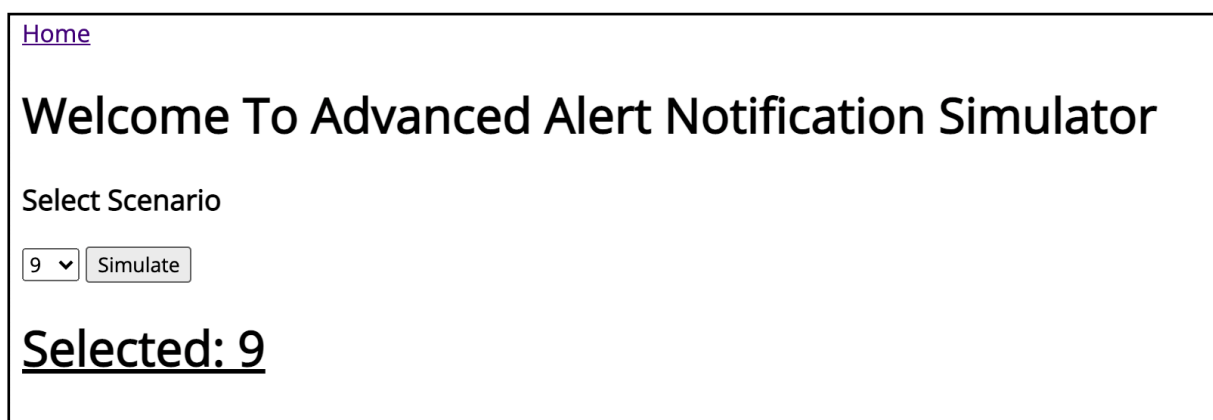 Home
Welcome To Advanced Alert Notification Simulator
Select Scenario
9 Simulate
Selected: 9